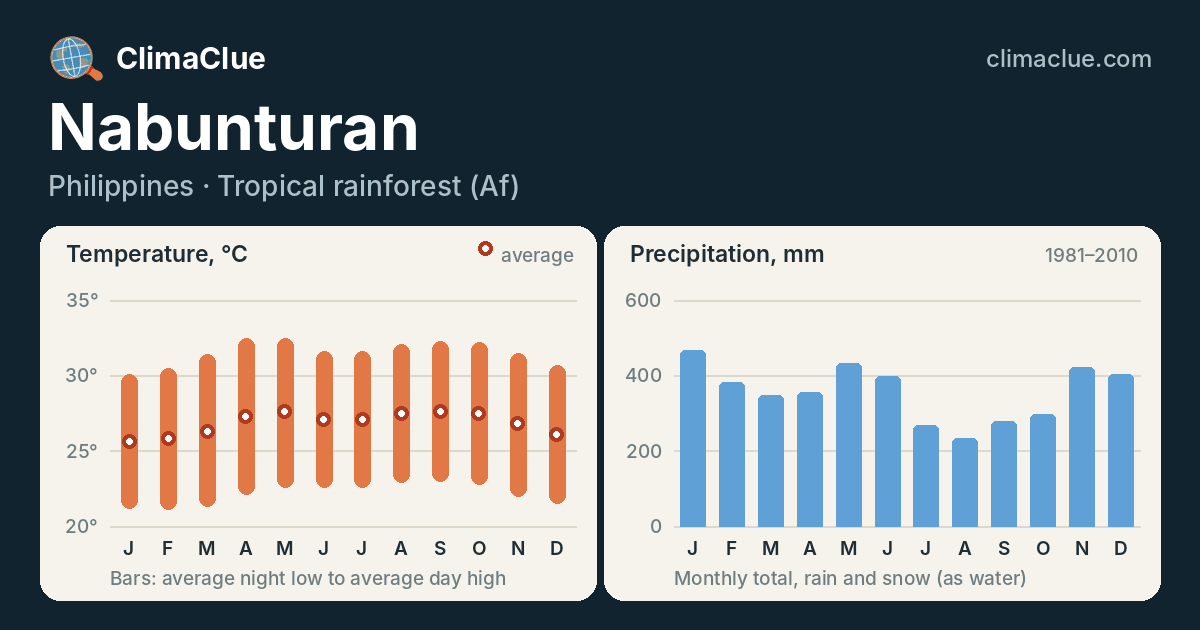 ClimaClue
climaclue.com
Nabunturan
Philippines · Tropical rainforest (Af)
Temperature, °C
average
35°
30°
25°
20°
J F M A M J J A S O N D
Bars: average night low to average day high
Precipitation, mm
1981–2010
600
400
200
0
J F M A M J J A S O N D
Monthly total, rain and snow (as water)